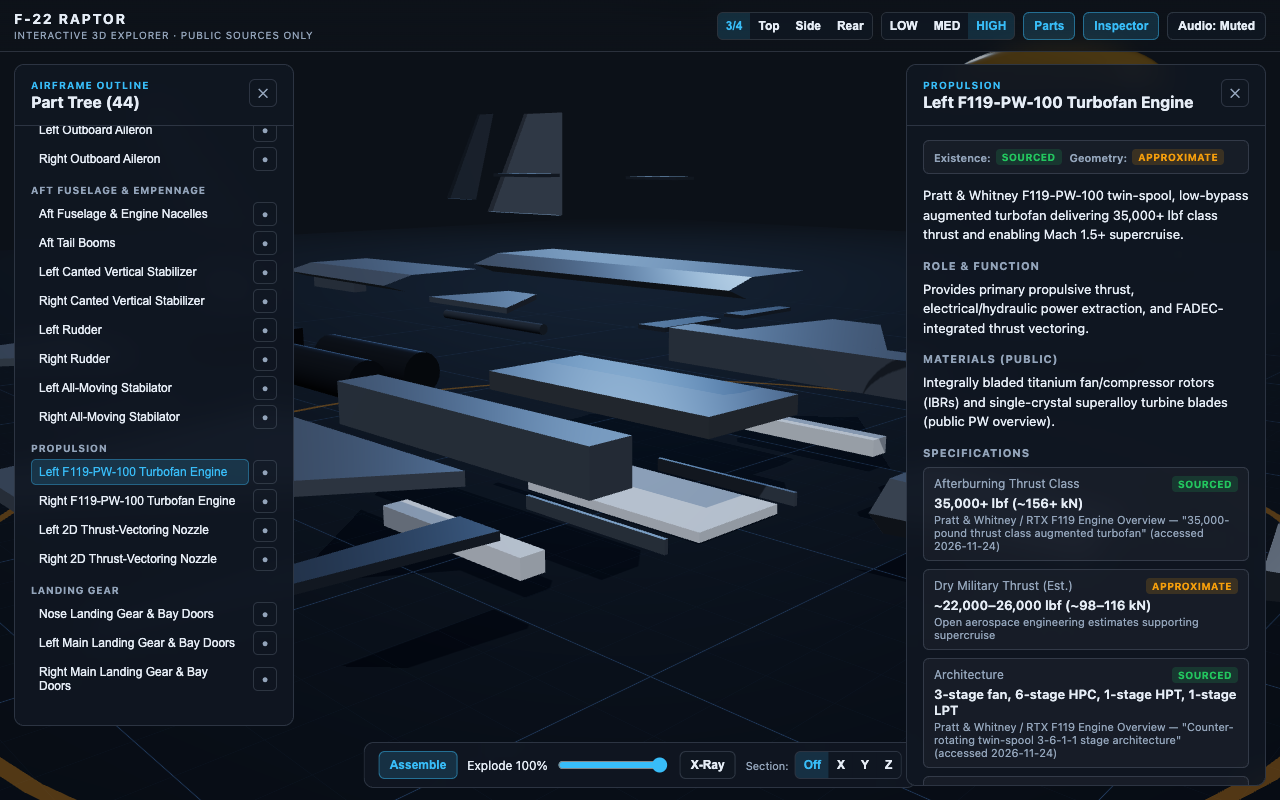 F-22 RAPTOR
INTERACTIVE 3D EXPLORER · PUBLIC SOURCES ONLY
3/4 Top Side Rear
LOW MED HIGH
Parts
Inspector
Audio: Muted
AIRFRAME OUTLINE
Part Tree (44)
Left Outboard Aileron
Right Outboard Aileron
AFT FUSELAGE & EMPENNAGE
Aft Fuselage & Engine Nacelles
Aft Tail Booms
Left Canted Vertical Stabilizer
Right Canted Vertical Stabilizer
Left Rudder
Right Rudder
Left All-Moving Stabilator
Right All-Moving Stabilator
PROPULSION
Left F119-PW-100 Turbofan Engine
Right F119-PW-100 Turbofan Engine
Left 2D Thrust-Vectoring Nozzle
Right 2D Thrust-Vectoring Nozzle
LANDING GEAR
Nose Landing Gear & Bay Doors
Left Main Landing Gear & Bay Doors
Right Main Landing Gear & Bay
Doors
Assemble
Explode 100%
X-Ray
Section: Off X Y Z
PROPULSION
Left F119-PW-100 Turbofan Engine
Existence: SOURCED Geometry: APPROXIMATE
Pratt & Whitney F119-PW-100 twin-spool, low-bypass
augmented turbofan delivering 35,000+ lbf class
thrust and enabling Mach 1.5+ supercruise.
ROLE & FUNCTION
Provides primary propulsive thrust,
electrical/hydraulic power extraction, and FADEC-
integrated thrust vectoring.
MATERIALS (PUBLIC)
Integrally bladed titanium fan/compressor rotors
(IBRs) and single-crystal superalloy turbine blades
(public PW overview).
SPECIFICATIONS
Afterburning Thrust Class SOURCED
35,000+ lbf (~156+ kN)
Pratt & Whitney / RTX F119 Engine Overview — "35,000-
pound thrust class augmented turbofan" (accessed
2026-11-24)
Dry Military Thrust (Est.) APPROXIMATE
~22,000–26,000 lbf (~98–116 kN)
Open aerospace engineering estimates supporting
supercruise
Architecture SOURCED
3-stage fan, 6-stage HPC, 1-stage HPT, 1-stage
LPT
Pratt & Whitney / RTX F119 Engine Overview — "Counter-
rotating twin-spool 3-6-1-1 stage architecture"
(accessed 2026-11-24)